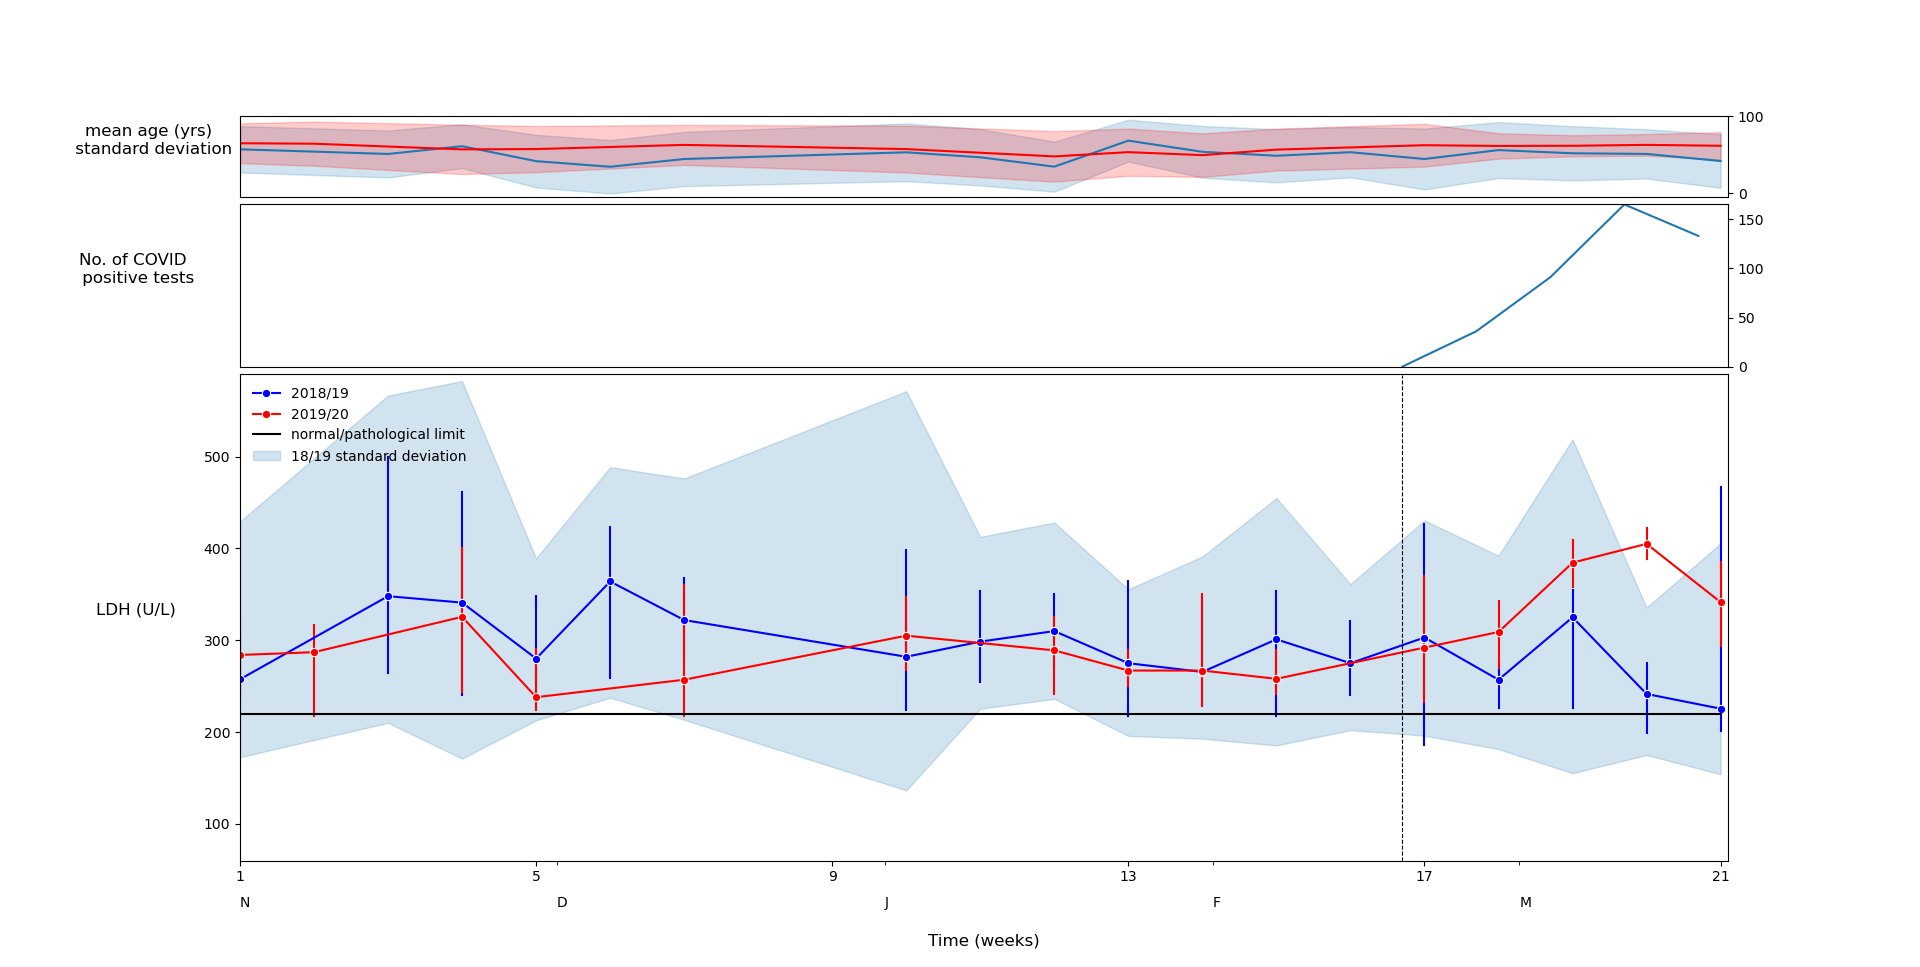 mean age (yrs)
standard deviation
100
0
No. of COVID
positive tests
150
100
50
0
2018/19
2019/20
normal/pathological limit
18/19 standard deviation
500
400
300
200
100
LDH (U/L)
1 5 9 13 17 21
N D J F M
Time (weeks)